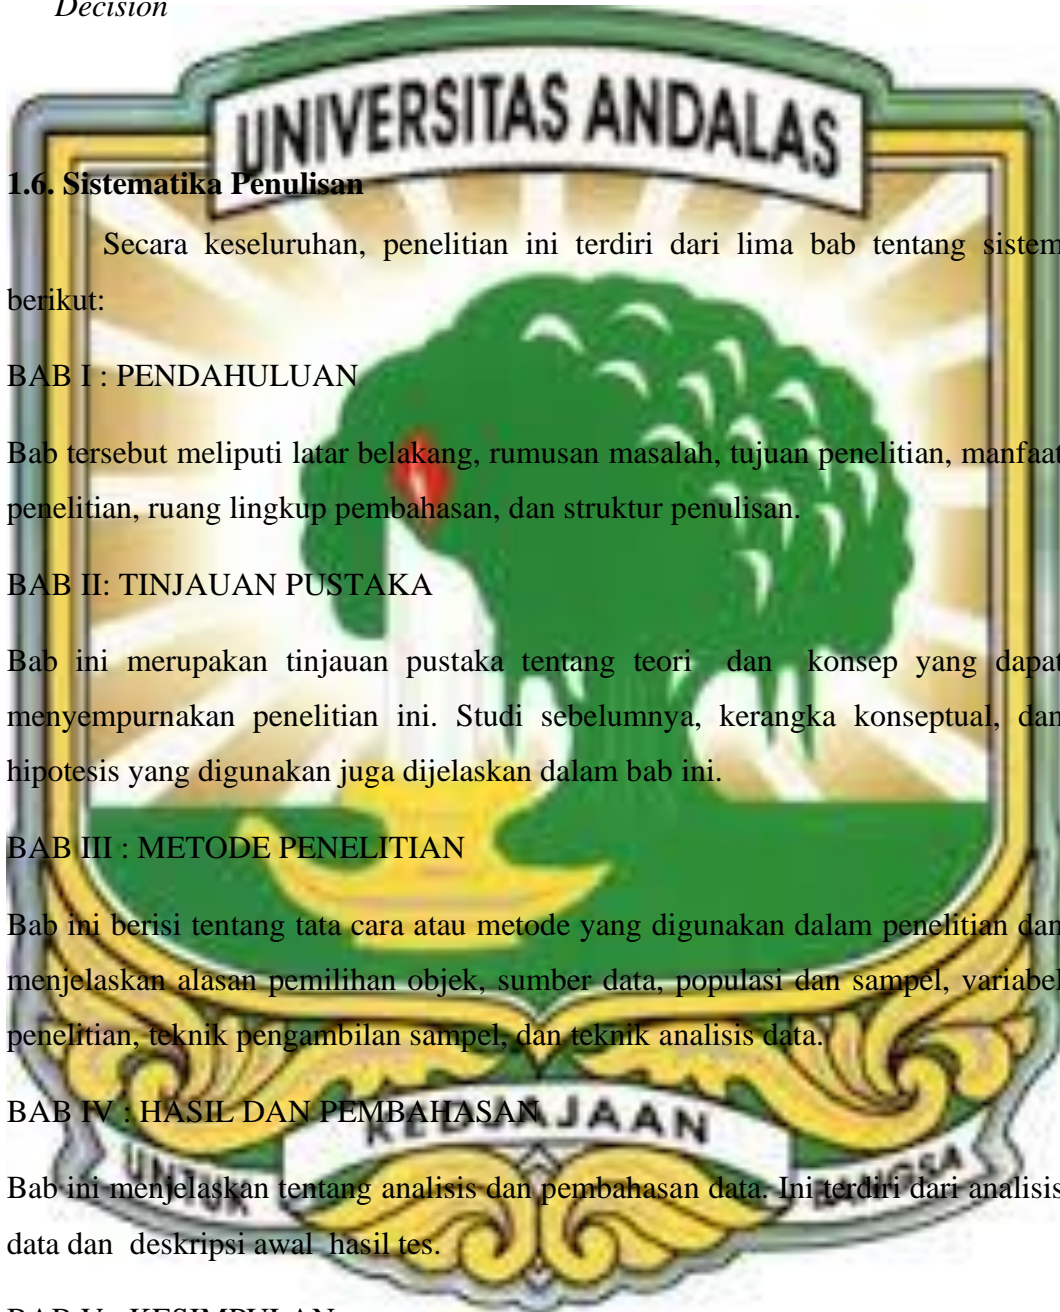 Decision
UNIVERSITAS ANDALAS
1.6. Sistematika Penulisan
Secara keseluruhan, penelitian ini terdiri dari lima bab tentang sistem
berikut:
BAB I : PENDAHULUAN
Bab tersebut meliputi latar belakang, rumusan masalah, tujuan penelitian, manfaat
penelitian, ruang lingkup pembahasan, dan struktur penulisan.
BAB II: TINJAUAN PUSTAKA
Bab ini merupakan tinjauan pustaka tentang teori dan konsep yang dapat
menyempurnakan penelitian ini. Studi sebelumnya, kerangka konseptual, dan
hipotesis yang digunakan juga dijelaskan dalam bab ini.
BAB III : METODE PENELITIAN
Bab ini berisi tentang tata cara atau metode yang digunakan dalam penelitian dan
menjelaskan alasan pemilihan objek, sumber data, populasi dan sampel, variabel
penelitian, teknik pengambilan sampel, dan teknik analisis data.
BAB IV : HASIL DAN PEMBAHASAN
KEDJAJAAN
UNTUK BANGSA
Bab ini menjelaskan tentang analisis dan pembahasan data. Ini terdiri dari analisis
data dan deskripsi awal hasil tes.
BAB V : KESIMPULAN